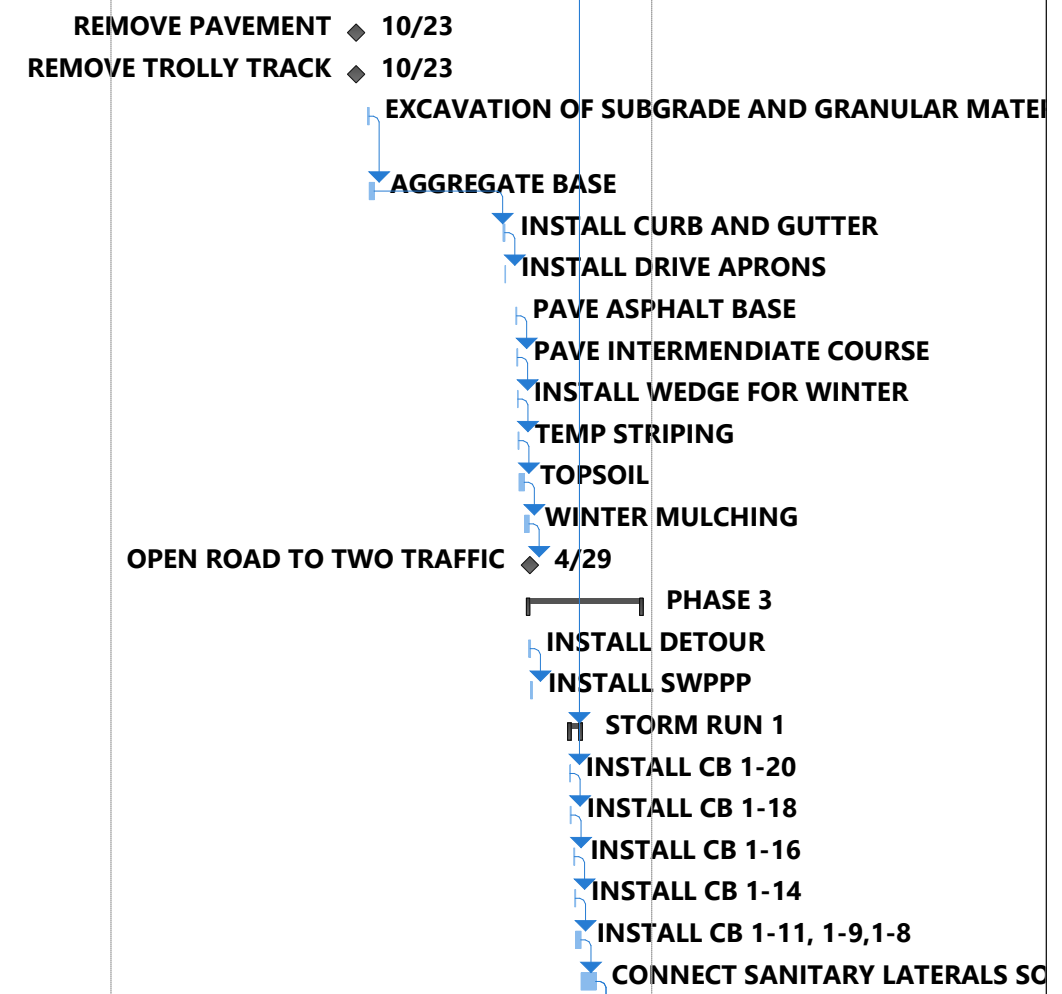 REMOVE PAVEMENT 10/23
REMOVE TROLLY TRACK 10/23
EXCAVATION OF SUBGRADE AND GRANULAR
AGGREGATE BASE
INSTALL CURB AND GUTTER
INSTALL DRIVE APRONS
PAVE ASPHALT BASE
PAVE INTERMENDIATE COURSE
INSTALL WEDGE FOR WINTER
TEMP STRIPING
TOPSOIL
WINTER MULCHING
OPEN ROAD TO TWO TRAFFIC 4/29
PHASE 3
INSTALL DETOUR
INSTALL SWPPP
STORM RUN 1
INSTALL CB 1-20
INSTALL CB 1-18
INSTALL CB 1-16
INSTALL CB 1-14
INSTALL CB 1-11, 1-9,1-8
CONNECT SANITARY LATERALS